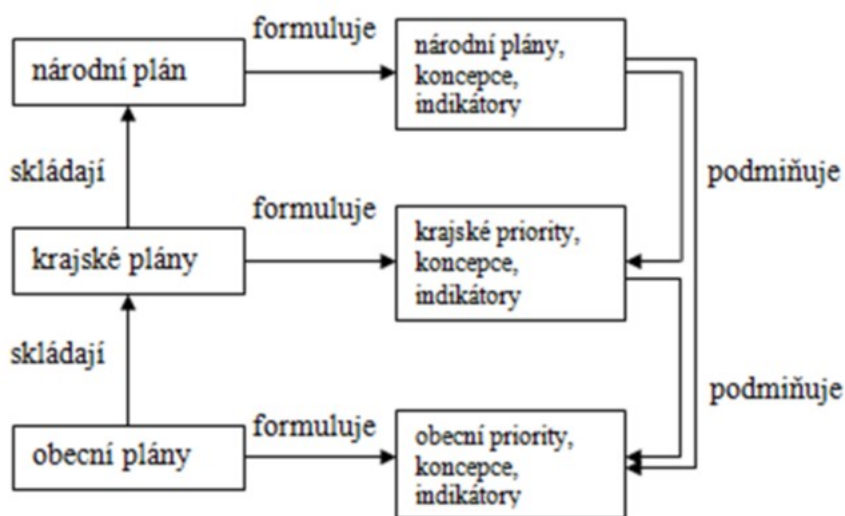 formuluje
národní plán
národní plány,
koncepce,
indikátory
skládají
podmiňuje
formuluje
krajské plány
krajské priority,
koncepce,
indikátory
skládají
podmiňuje
formuluje
obecní plány
obecní priority,
koncepce,
indikátory